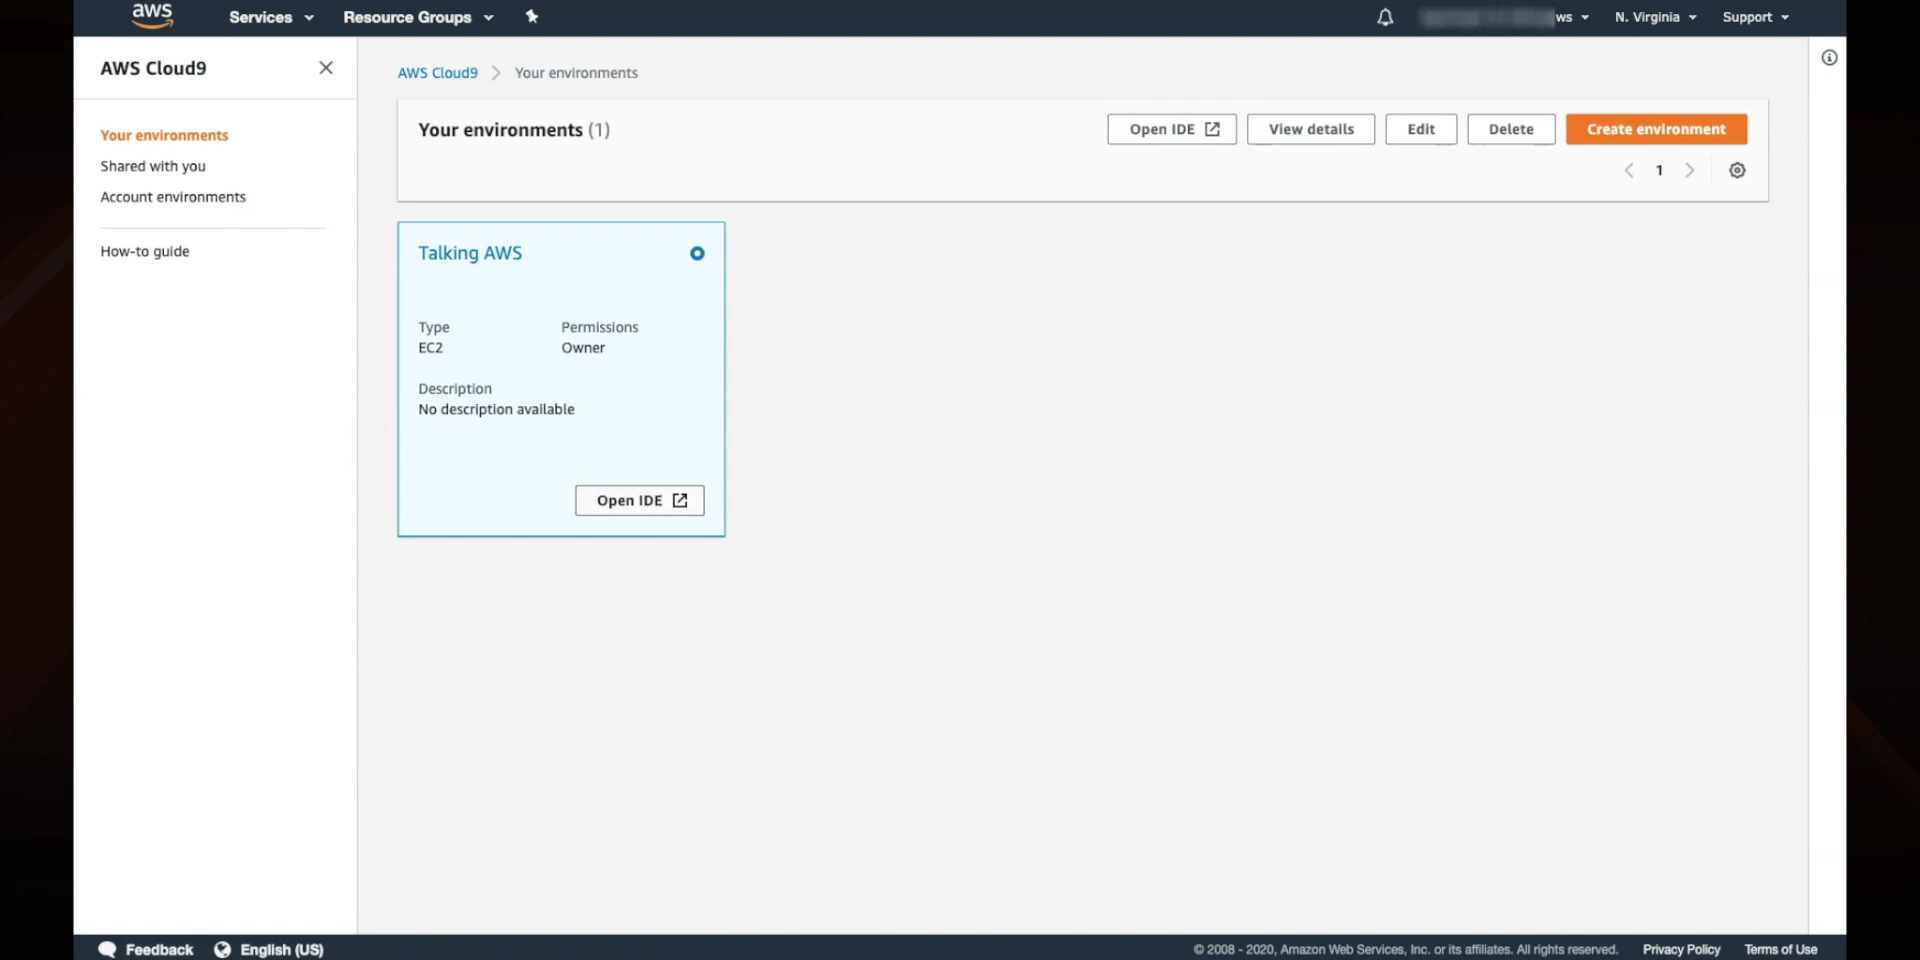 aws Services Resource Groups ws N. Virginia Support
AWS Cloud9
Your environments
Shared with you
Account environments
How-to guide
AWS Cloud9 Your environments
Your environments (1)
Open IDE View details Edit Delete Create environment
1
Talking AWS
Type Permissions
EC2 Owner
Description
No description available
Open IDE
Feedback English (US) © 2008 - 2020, Amazon Web Services, Inc. or its affiliates. All rights reserved. Privacy Policy Terms of Use